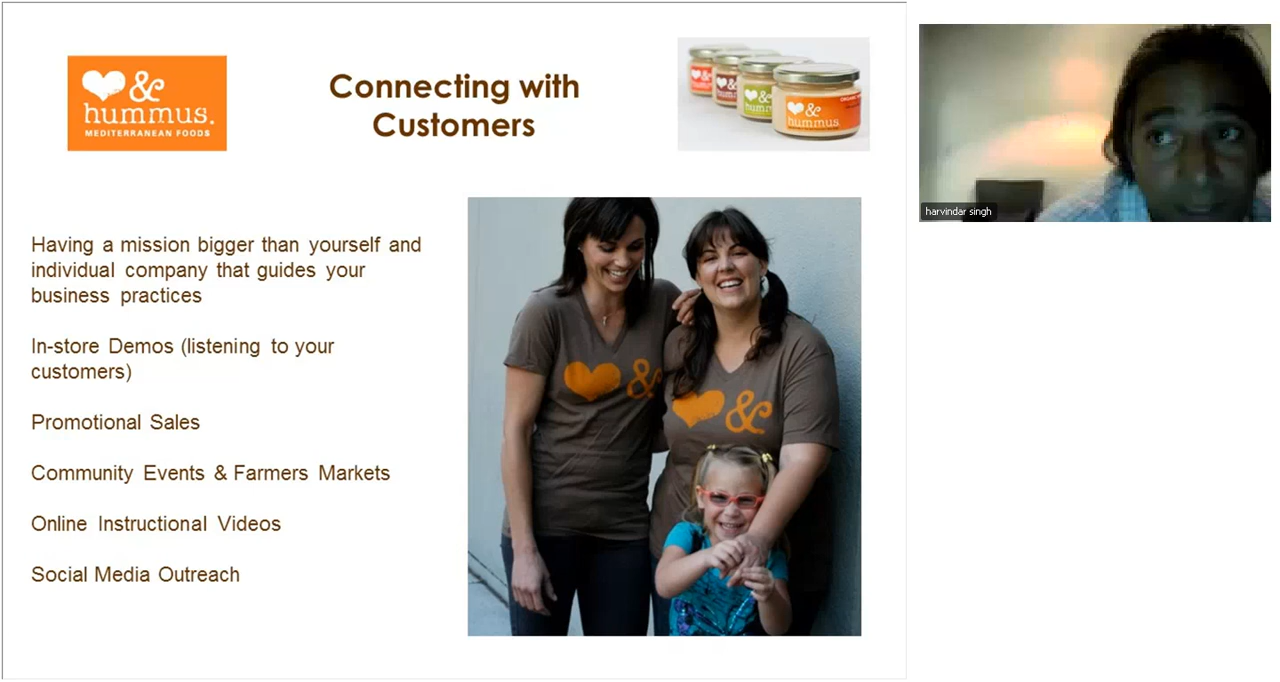 &
hummus.
MEDITERRANEAN FOODS
Connecting with
Customers
&
hummus.
Having a mission bigger than yourself and
individual company that guides your
business practices
In-store Demos (listening to your
customers)
Promotional Sales
Community Events & Farmers Markets
Online Instructional Videos
Social Media Outreach
&
&
harvindar singh